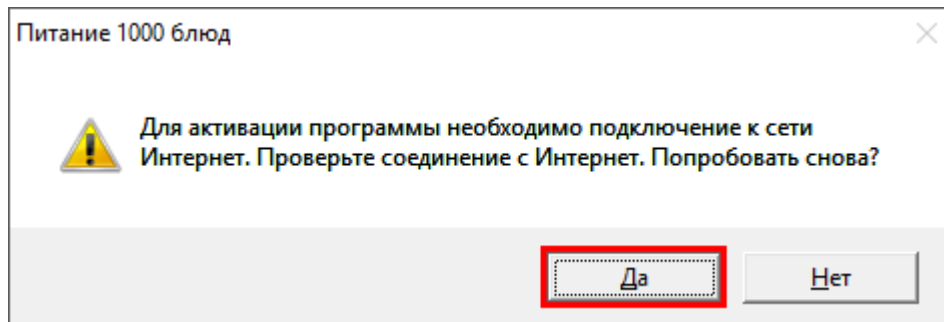 Питание 1000 блюд
Для активации программы необходимо подключение к сети
Интернет. Проверьте соединение с Интернет. Попробовать снова?
Да
Нет